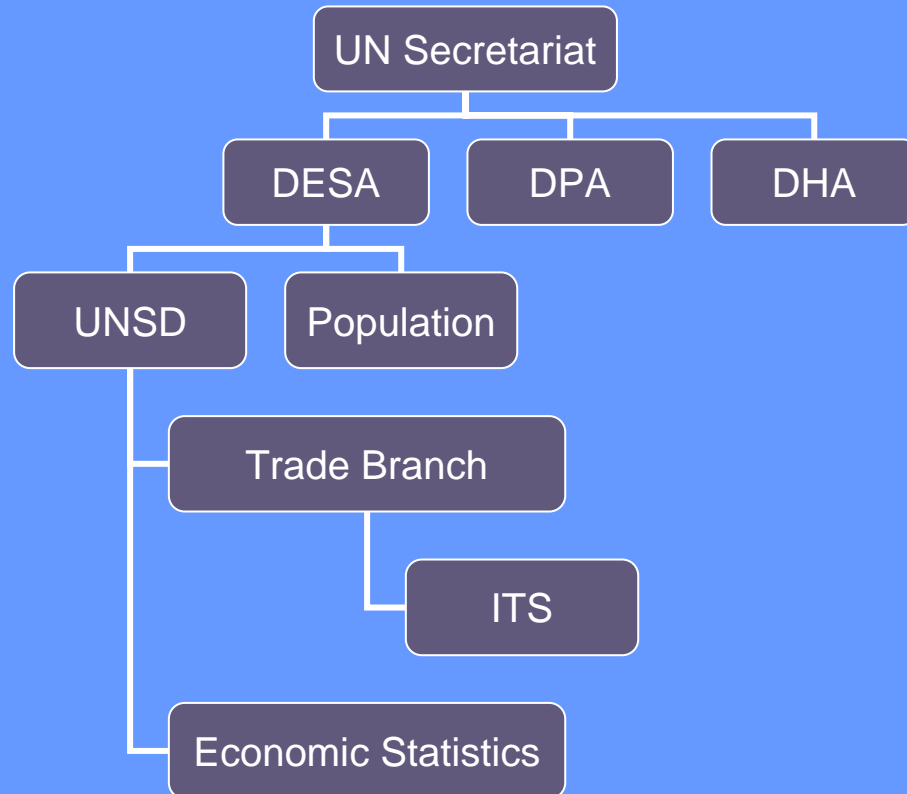 UN Secretariat
DESA
DPA
DHA
UNSD
Population
Trade Branch
ITS
Economic Statistics